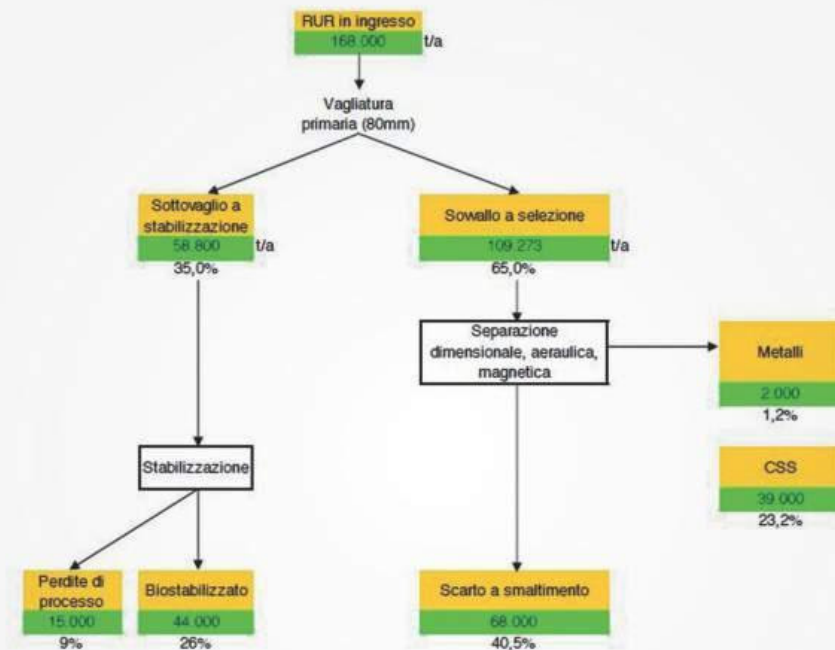 RUR in ingresso
168.000 t/a
Vagliatura
primaria (80mm)
Sottovaglio a
stabilizzazione
58.800 t/a
35,0%
Sowallo a selezione
109.273 t/a
65,0%
Separazione
dimensionale, aeraulica,
magnetica
Metalli
2.000
1,2%
CSS
39.000
23,2%
Stabilizzazione
Perdite di
processo
15.000
9%
Biostabilizzato
44.000
26%
Scarto a smaltimento
68.000
40,5%